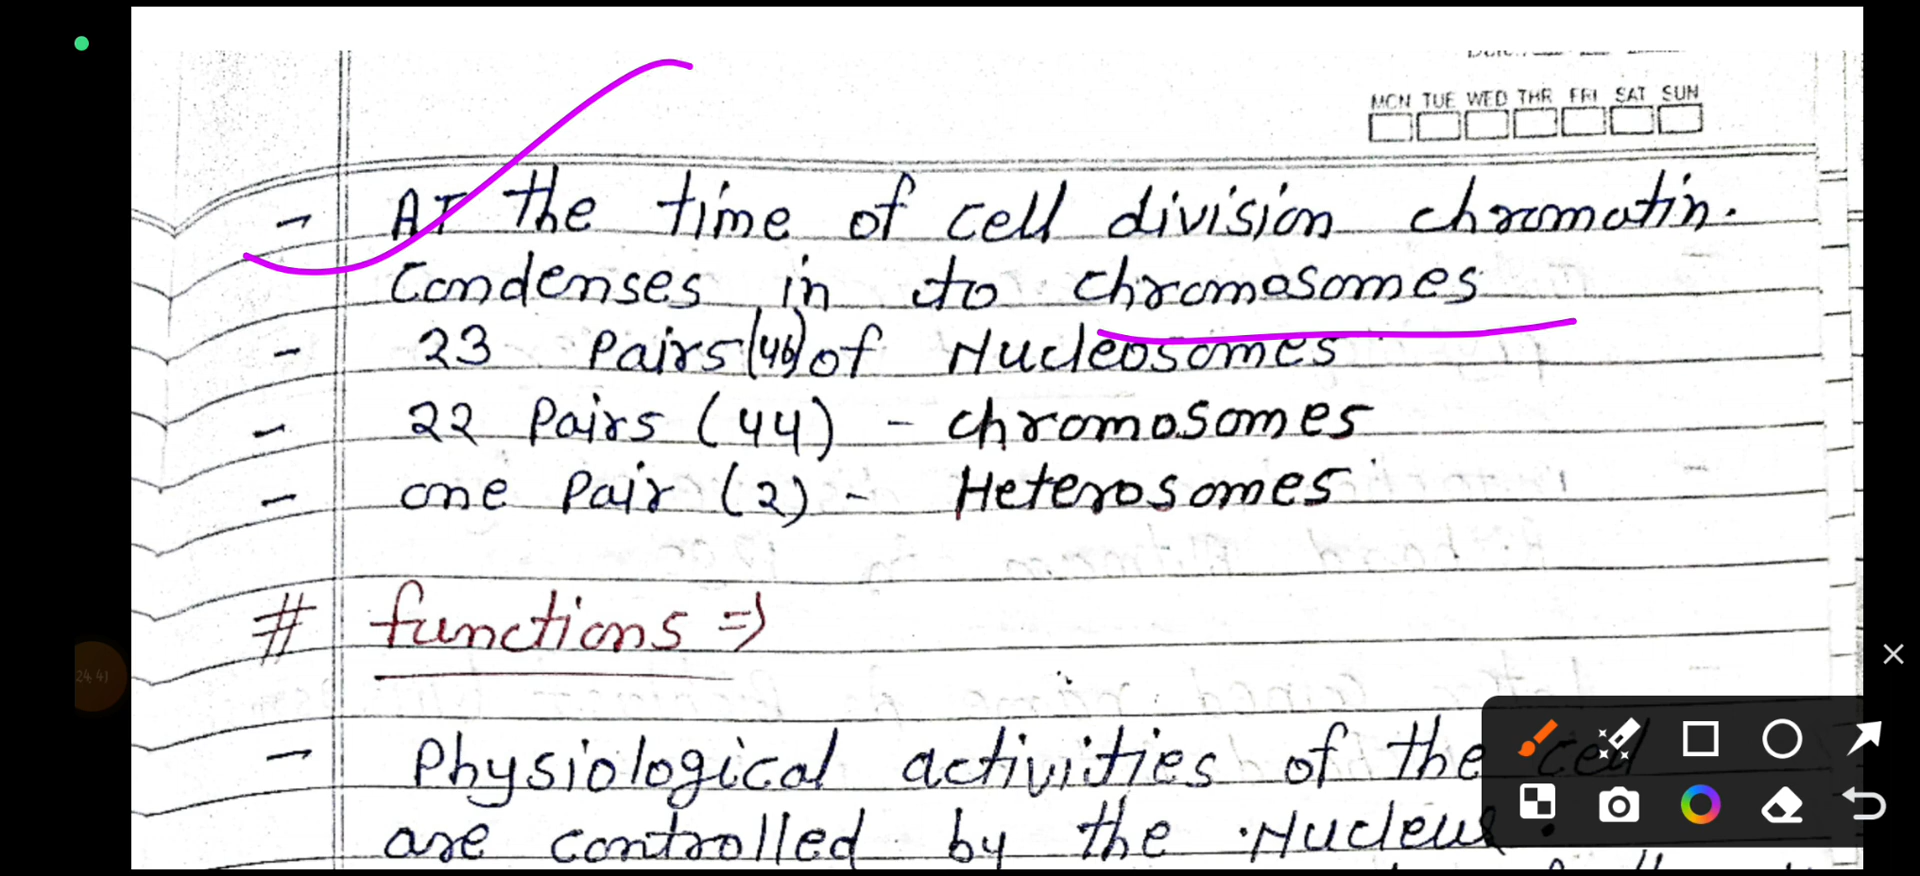 MON TUE WED THR FRI SAT SUN
- AT the time of cell division chromatin.
Condenses in to chromosomes
- 23 Pairs (46) of Nucleosomes
- 22 Pairs (44) - chromosomes
- one Pair (2) - Heterosomes
# functions =>
- Physiological activities of the cell
are controlled by the Nucleus.
24:41